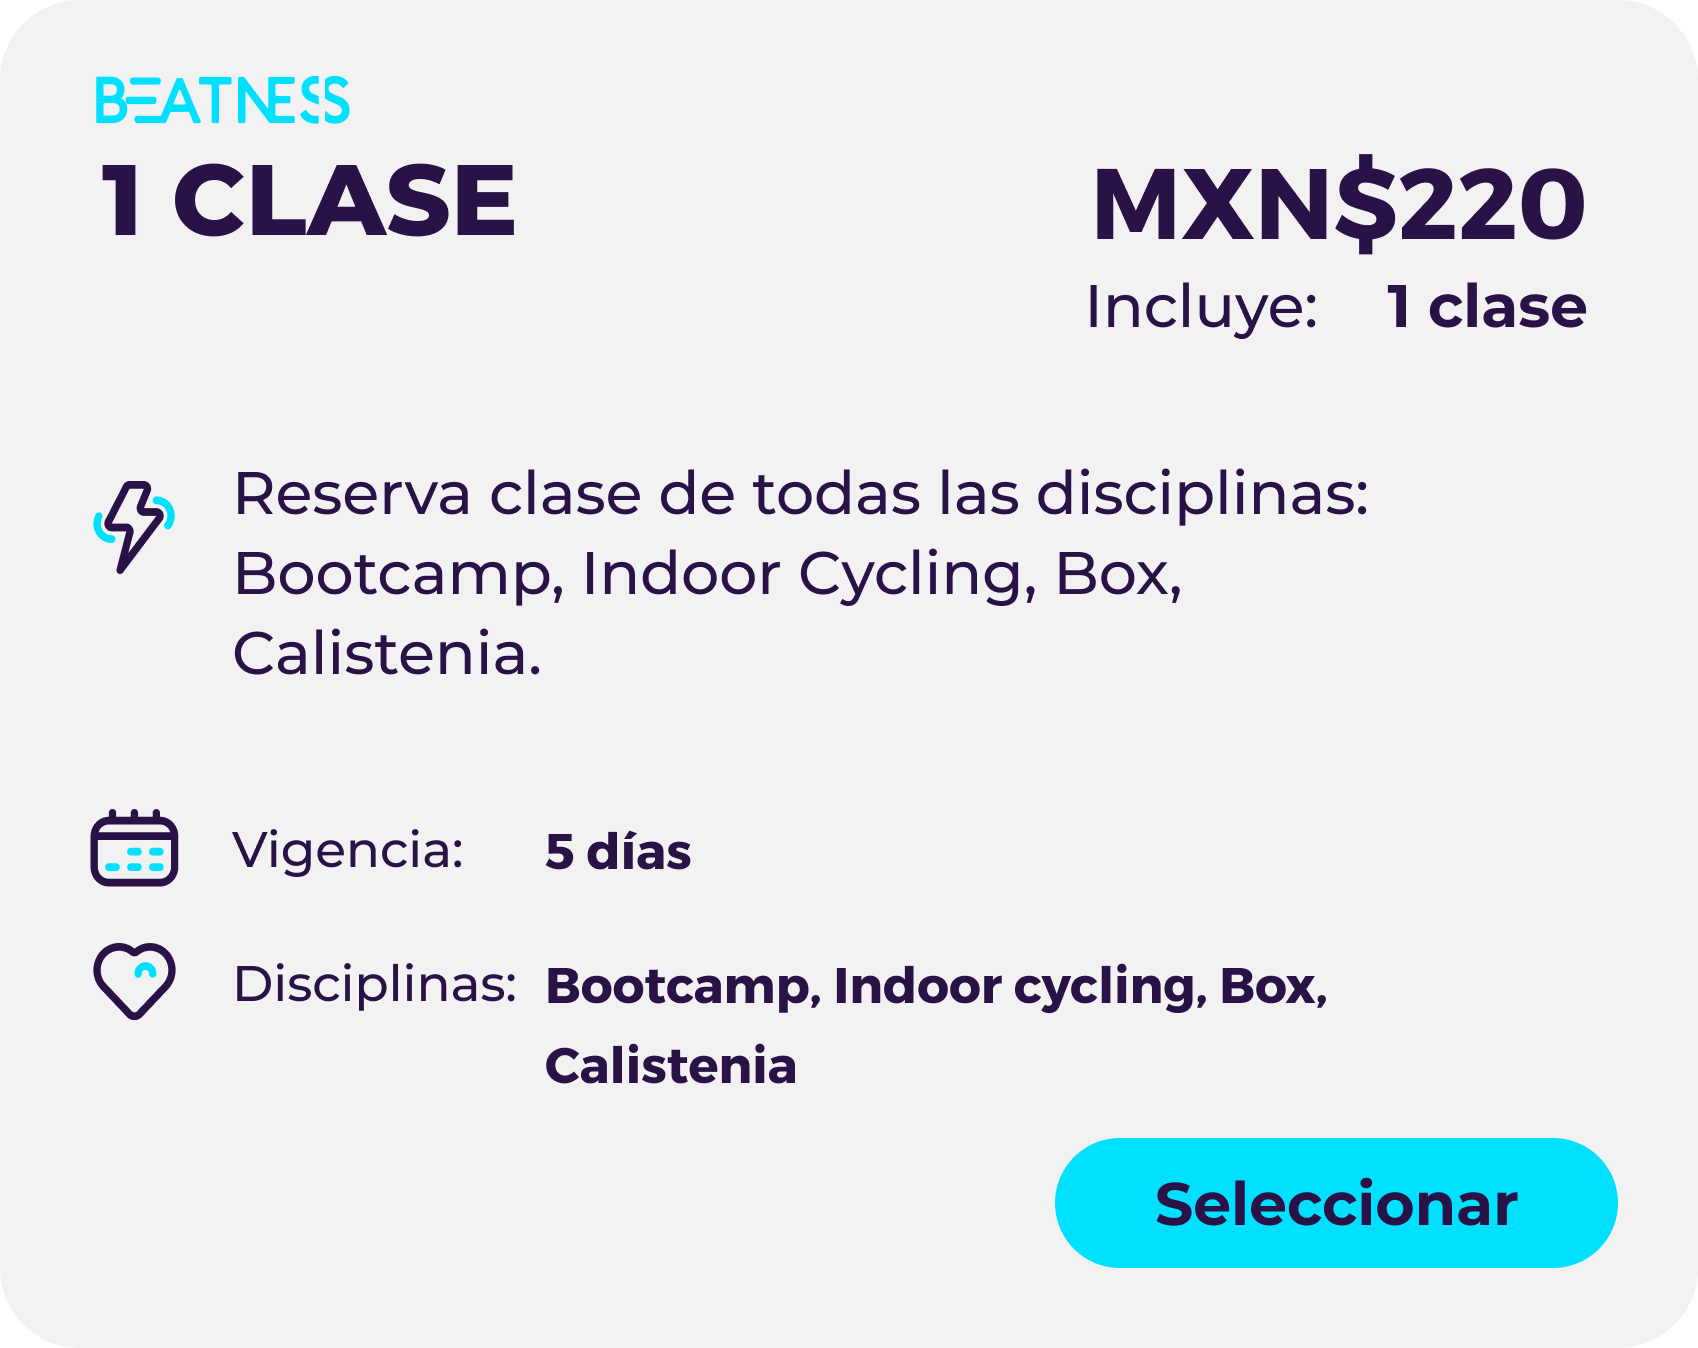 BEATNESS
1 CLASE
MXN$220
Incluye: 1 clase
Reserva clase de todas las disciplinas:
Bootcamp, Indoor Cycling, Box,
Calistenia.
Vigencia: 5 días
Disciplinas: Bootcamp, Indoor cycling, Box,
Calistenia
Seleccionar